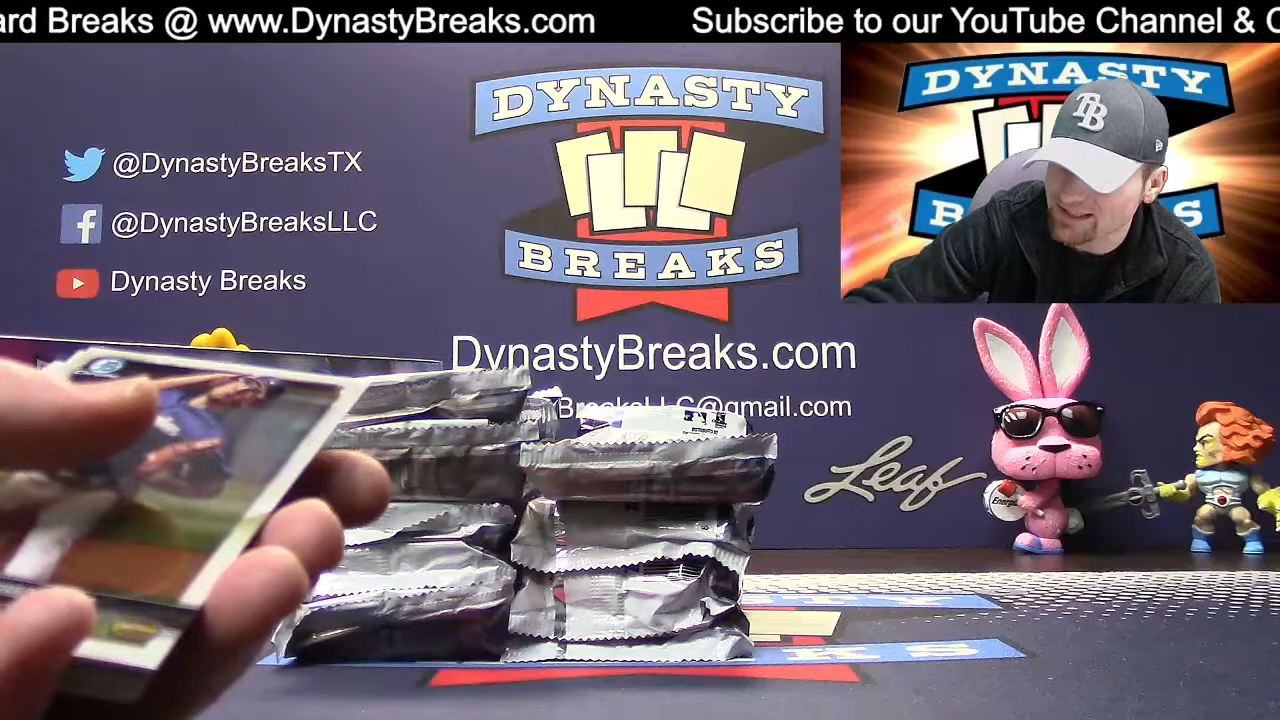 ard Breaks @ www.DynastyBreaks.com Subscribe to our YouTube Channel &
@DynastyBreaksTX
@DynastyBreaksLLC
Dynasty Breaks
DYNASTY
BREAKS
DynastyBreaks.com
BreaksLLC@gmail.com
DYNASTY
TB
B
S
Leaf